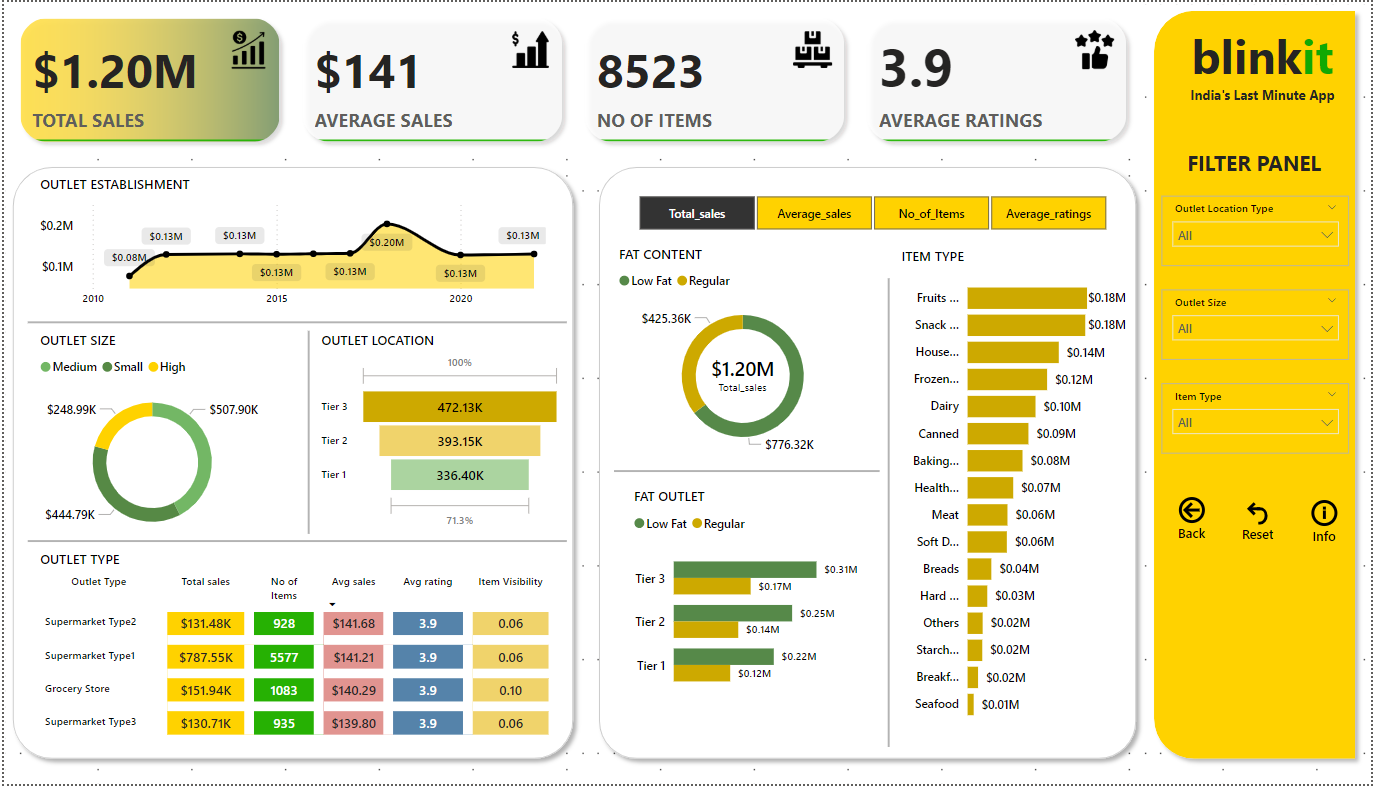 $1.20M
TOTAL SALES
$141
AVERAGE SALES
8523
NO OF ITEMS
3.9
AVERAGE RATINGS
blinkit
India's Last Minute App
FILTER PANEL
Outlet Location Type
All
Outlet Size
All
Item Type
All
Back
Reset
Info
OUTLET ESTABLISHMENT
$0.2M
$0.1M
$0.08M
$0.13M
$0.13M
$0.13M
$0.13M
$0.20M
$0.13M
$0.13M
2010
2015
2020
OUTLET SIZE
Medium Small High
$248.99K
$507.90K
$444.79K
OUTLET LOCATION
100%
Tier 3 472.13K
Tier 2 393.15K
Tier 1 336.40K
71.3%
OUTLET TYPE
Outlet Type Total sales No of Items Avg sales Avg rating Item Visibility
Supermarket Type2 $131.48K 928 $141.68 3.9 0.06
Supermarket Type1 $787.55K 5577 $141.21 3.9 0.06
Grocery Store $151.94K 1083 $140.29 3.9 0.10
Supermarket Type3 $130.71K 935 $139.80 3.9 0.06
Total_sales Average_sales No_of_Items Average_ratings
FAT CONTENT
Low Fat Regular
$425.36K
$1.20M
Total_sales
$776.32K
FAT OUTLET
Low Fat Regular
Tier 3 $0.31M
$0.17M
Tier 2 $0.25M
$0.14M
Tier 1 $0.22M
$0.12M
ITEM TYPE
Fruits ... $0.18M
Snack ... $0.18M
House... $0.14M
Frozen... $0.12M
Dairy $0.10M
Canned $0.09M
Baking... $0.08M
Health... $0.07M
Meat $0.06M
Soft D... $0.06M
Breads $0.04M
Hard ... $0.03M
Others $0.02M
Starch... $0.02M
Breakf... $0.02M
Seafood $0.01M